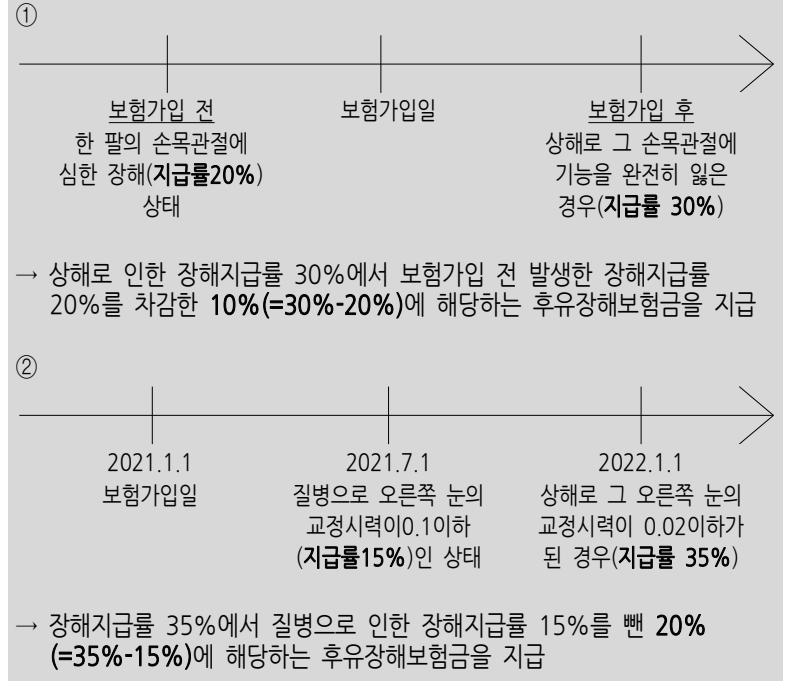 ①
보험가입 전
한 팔의 손목관절에
심한 장해(지급률20%)
상태
보험가입일
보험가입 후
상해로 그 손목관절에
기능을 완전히 잃은
경우(지급률 30%)
→ 상해로 인한 장해지급률 30%에서 보험가입 전 발생한 장해지급률
20%를 차감한 10%(=30%-20%)에 해당하는 후유장해보험금을 지급
②
2021.1.1
보험가입일
2021.7.1
질병으로 오른쪽 눈의
교정시력이0.1이하
(지급률15%)인 상태
2022.1.1
상해로 그 오른쪽 눈의
교정시력이 0.02이하가
된 경우(지급률 35%)
→ 장해지급률 35%에서 질병으로 인한 장해지급률 15%를 뺀 20%
(=35%-15%)에 해당하는 후유장해보험금을 지급